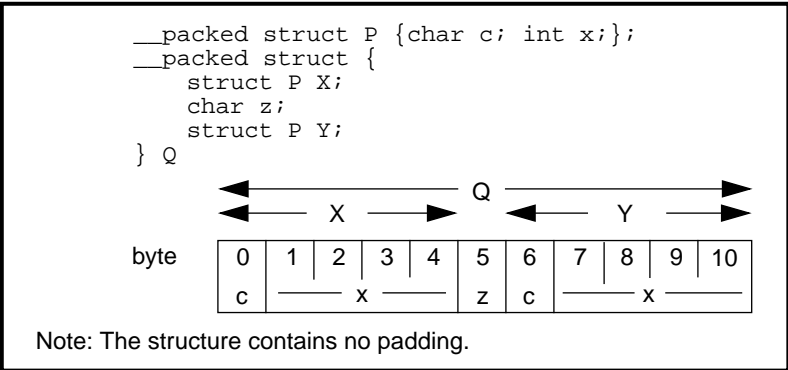 __packed struct P {char c; int x;};
__packed struct {
    struct P X;
    char z;
    struct P Y;
} Q
Q
X Y
byte 0 1 2 3 4 5 6 7 8 9 10
c x z c x
Note: The structure contains no padding.